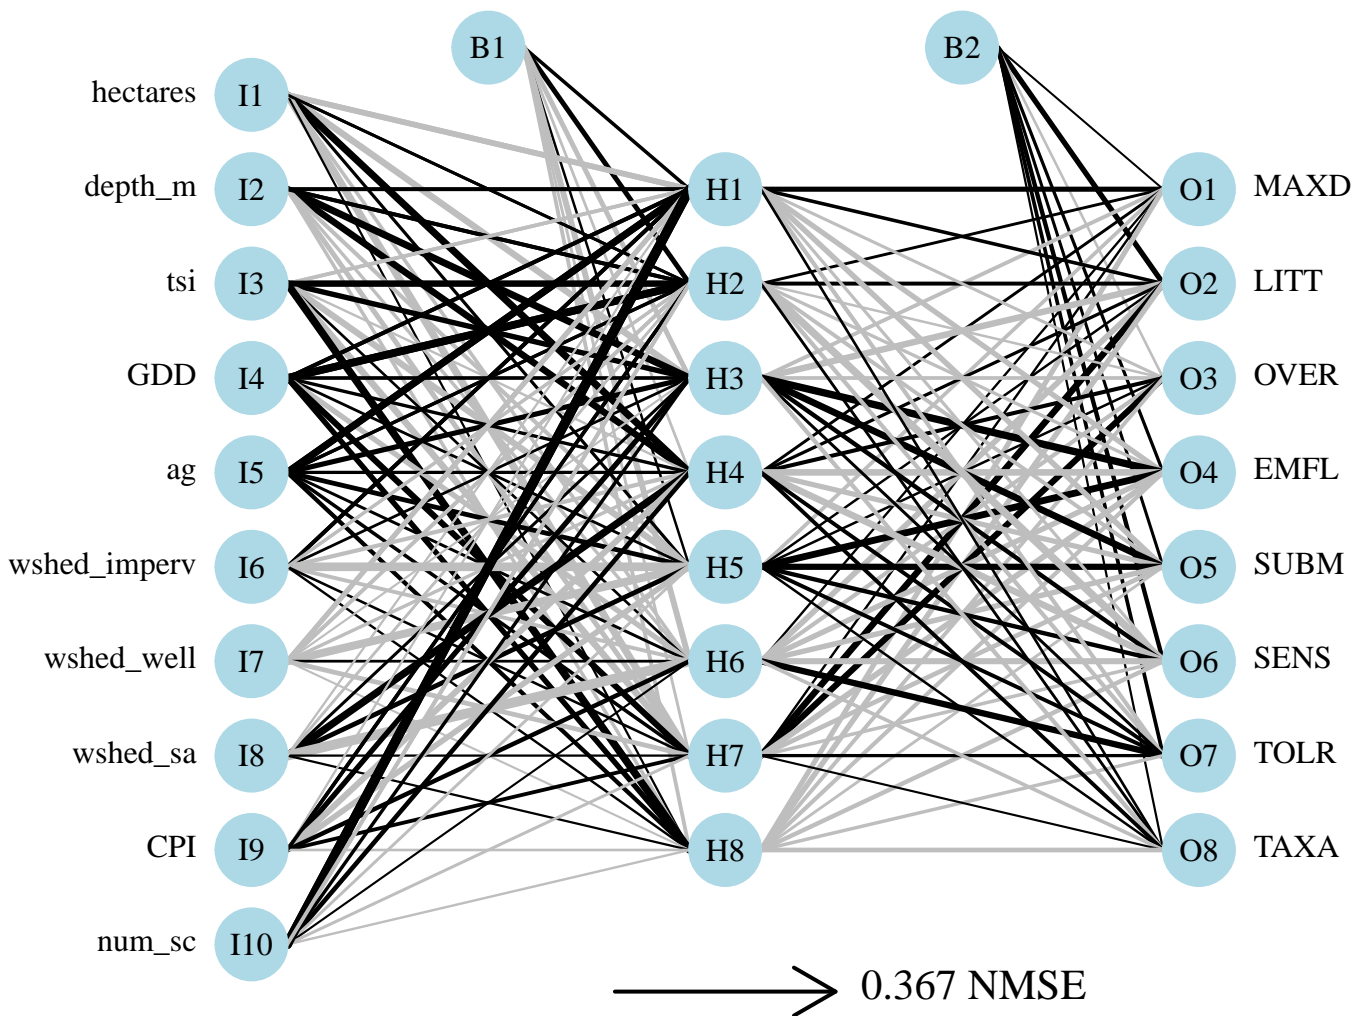 B1 B2
hectares I1
depth_m I2 H1 O1 MAXD
tsi I3 H2 O2 LITT
GDD I4 H3 O3 OVER
ag I5 H4 O4 EMFL
wshed_imperv I6 H5 O5 SUBM
wshed_well I7 H6 O6 SENS
wshed_sa I8 H7 O7 TOLR
CPI I9 H8 O8 TAXA
num_sc I10
0.367 NMSE